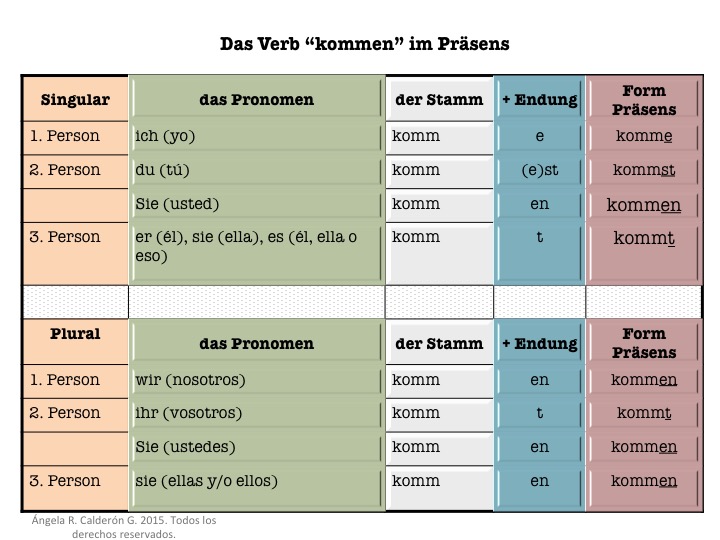 Das Verb “kommen” im Präsens
Singular das Pronomen der Stamm + Endung Form Präsens
1. Person ich (yo) komm e komme
2. Person du (tú) komm (e)st kommst
Sie (usted) komm en kommen
3. Person er (él), sie (ella), es (él, ella o eso) komm t kommt
Plural das Pronomen der Stamm + Endung Form Präsens
1. Person wir (nosotros) komm en kommen
2. Person ihr (vosotros) komm t kommt
Sie (ustedes) komm en kommen
3. Person sie (ellas y/o ellos) komm en kommen
Ángela R. Calderón G. 2015. Todos los
derechos reservados.